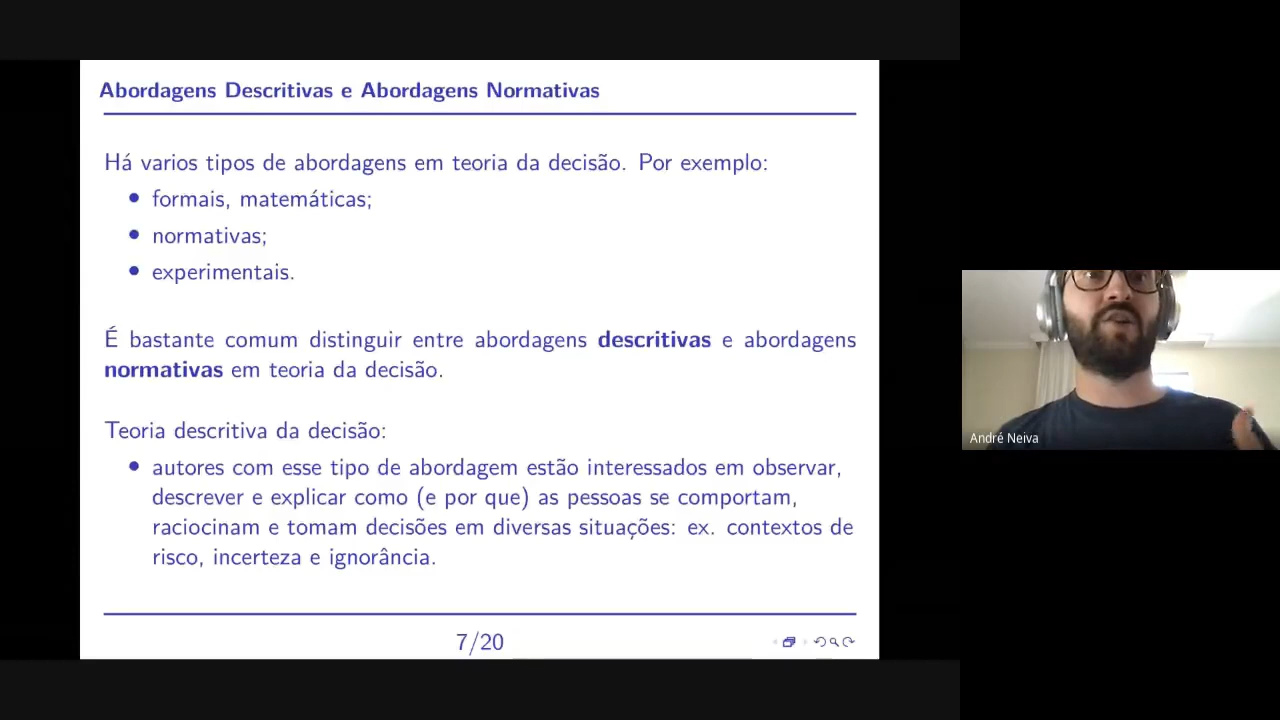 Abordagens Descritivas e Abordagens Normativas
Há varios tipos de abordagens em teoria da decisão. Por exemplo:
• formais, matemáticas;
• normativas;
• experimentais.
É bastante comum distinguir entre abordagens descritivas e abordagens
normativas em teoria da decisão.
Teoria descritiva da decisão:
• autores com esse tipo de abordagem estão interessados em observar,
descrever e explicar como (e por que) as pessoas se comportam,
raciocinam e tomam decisões em diversas situações: ex. contextos de
risco, incerteza e ignorância.
7/20
André Neiva